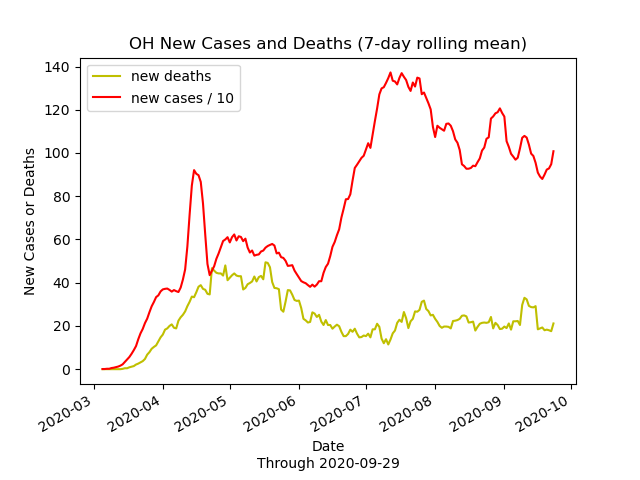 OH New Cases and Deaths (7-day rolling mean)
new deaths
new cases / 10
New Cases or Deaths
140
120
100
80
60
40
20
0
2020-03
2020-04
2020-05
2020-06
2020-07
2020-08
2020-09
2020-10
Date
Through 2020-09-29